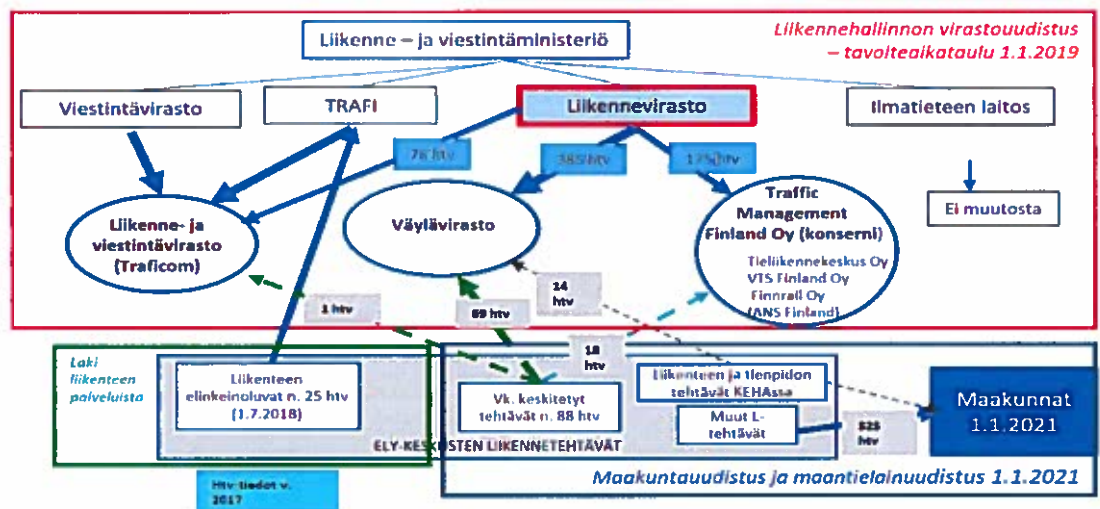 Liikennehallinnon virastouudistus
– tavoiteaikataulu 1.1.2019
Liikenne – ja viestintäministeriö
Viestintävirasto
TRAFI
Liikennevirasto
Ilmatieteen laitos
78 htv
385 htv
175 htv
Liikenne- ja
viestintävirasto
(Traficom)
Väylävirasto
Traffic
Management
Finland Oy (konserni)
Tieliikennekeskus Oy
VTS Finland Oy
Finnrail Oy
(ANS Finland)
Ei muutosta
1 htv
69 htv
14
htv
18
htv
Laki
liikenteen
palveluista
Liikenteen
elinkeinoluvat n. 25 htv
(1.7.2018)
Vk. keskitetyt
tehtävät n. 88 htv
Liikenteen ja tienpidon
tehtävät KEHAssa
Muut L-
tehtävät
525
htv
Maakunnat
1.1.2021
ELY-KESKUSTEN LIIKENNETEHTÄVÄT
Maakuntauudistus ja maantielainuudistus 1.1.2021
Htv-tiedot v.
2017